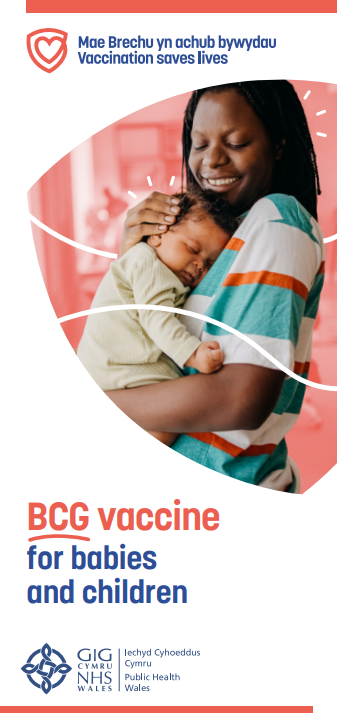 Mae Brechu yn achub bywydau
Vaccination saves lives
BCG vaccine
for babies
and children
GIG
CYMRU
NHS
WALES
Iechyd Cyhoeddus
Cymru
Public Health
Wales